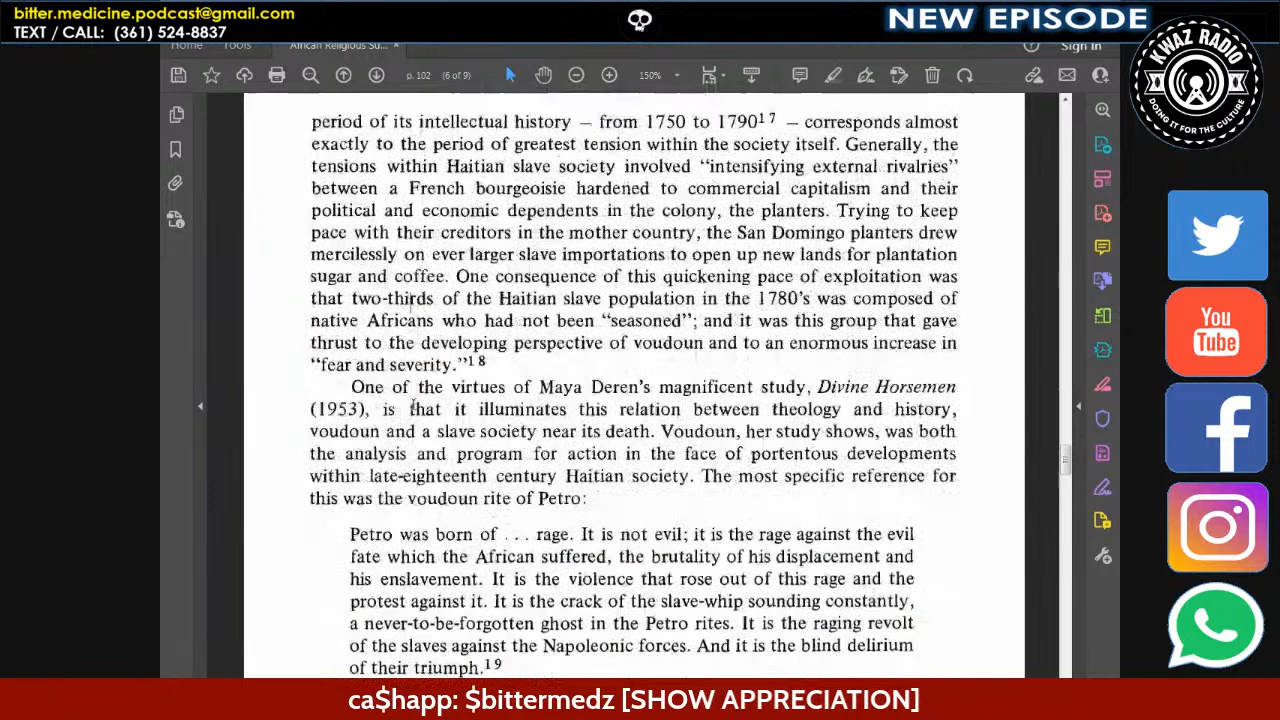 bitter.medicine.podcast@gmail.com
TEXT / CALL: (361) 524-8837
NEW EPISODE
KWAZ RADIO
DOING IT FOR THE CULTURE
Home Tools African Religious Su... × Sign In
p. 102 (6 of 9) 150%
period of its intellectual history – from 1750 to 1790¹⁷ – corresponds almost
exactly to the period of greatest tension within the society itself. Generally, the
tensions within Haitian slave society involved “intensifying external rivalries”
between a French bourgeoisie hardened to commercial capitalism and their
political and economic dependents in the colony, the planters. Trying to keep
pace with their creditors in the mother country, the San Domingo planters drew
mercilessly on ever larger slave importations to open up new lands for plantation
sugar and coffee. One consequence of this quickening pace of exploitation was
that two-thirds of the Haitian slave population in the 1780’s was composed of
native Africans who had not been “seasoned”; and it was this group that gave
thrust to the developing perspective of voudoun and to an enormous increase in
“fear and severity.”¹⁸
One of the virtues of Maya Deren’s magnificent study, Divine Horsemen
(1953), is that it illuminates this relation between theology and history,
voudoun and a slave society near its death. Voudoun, her study shows, was both
the analysis and program for action in the face of portentous developments
within late-eighteenth century Haitian society. The most specific reference for
this was the voudoun rite of Petro:
Petro was born of . . . rage. It is not evil; it is the rage against the evil
fate which the African suffered, the brutality of his displacement and
his enslavement. It is the violence that rose out of this rage and the
protest against it. It is the crack of the slave-whip sounding constantly,
a never-to-be-forgotten ghost in the Petro rites. It is the raging revolt
of the slaves against the Napoleonic forces. And it is the blind delirium
of their triumph.¹⁹
You
Tube
ca$happ: $bittermedz [SHOW APPRECIATION]